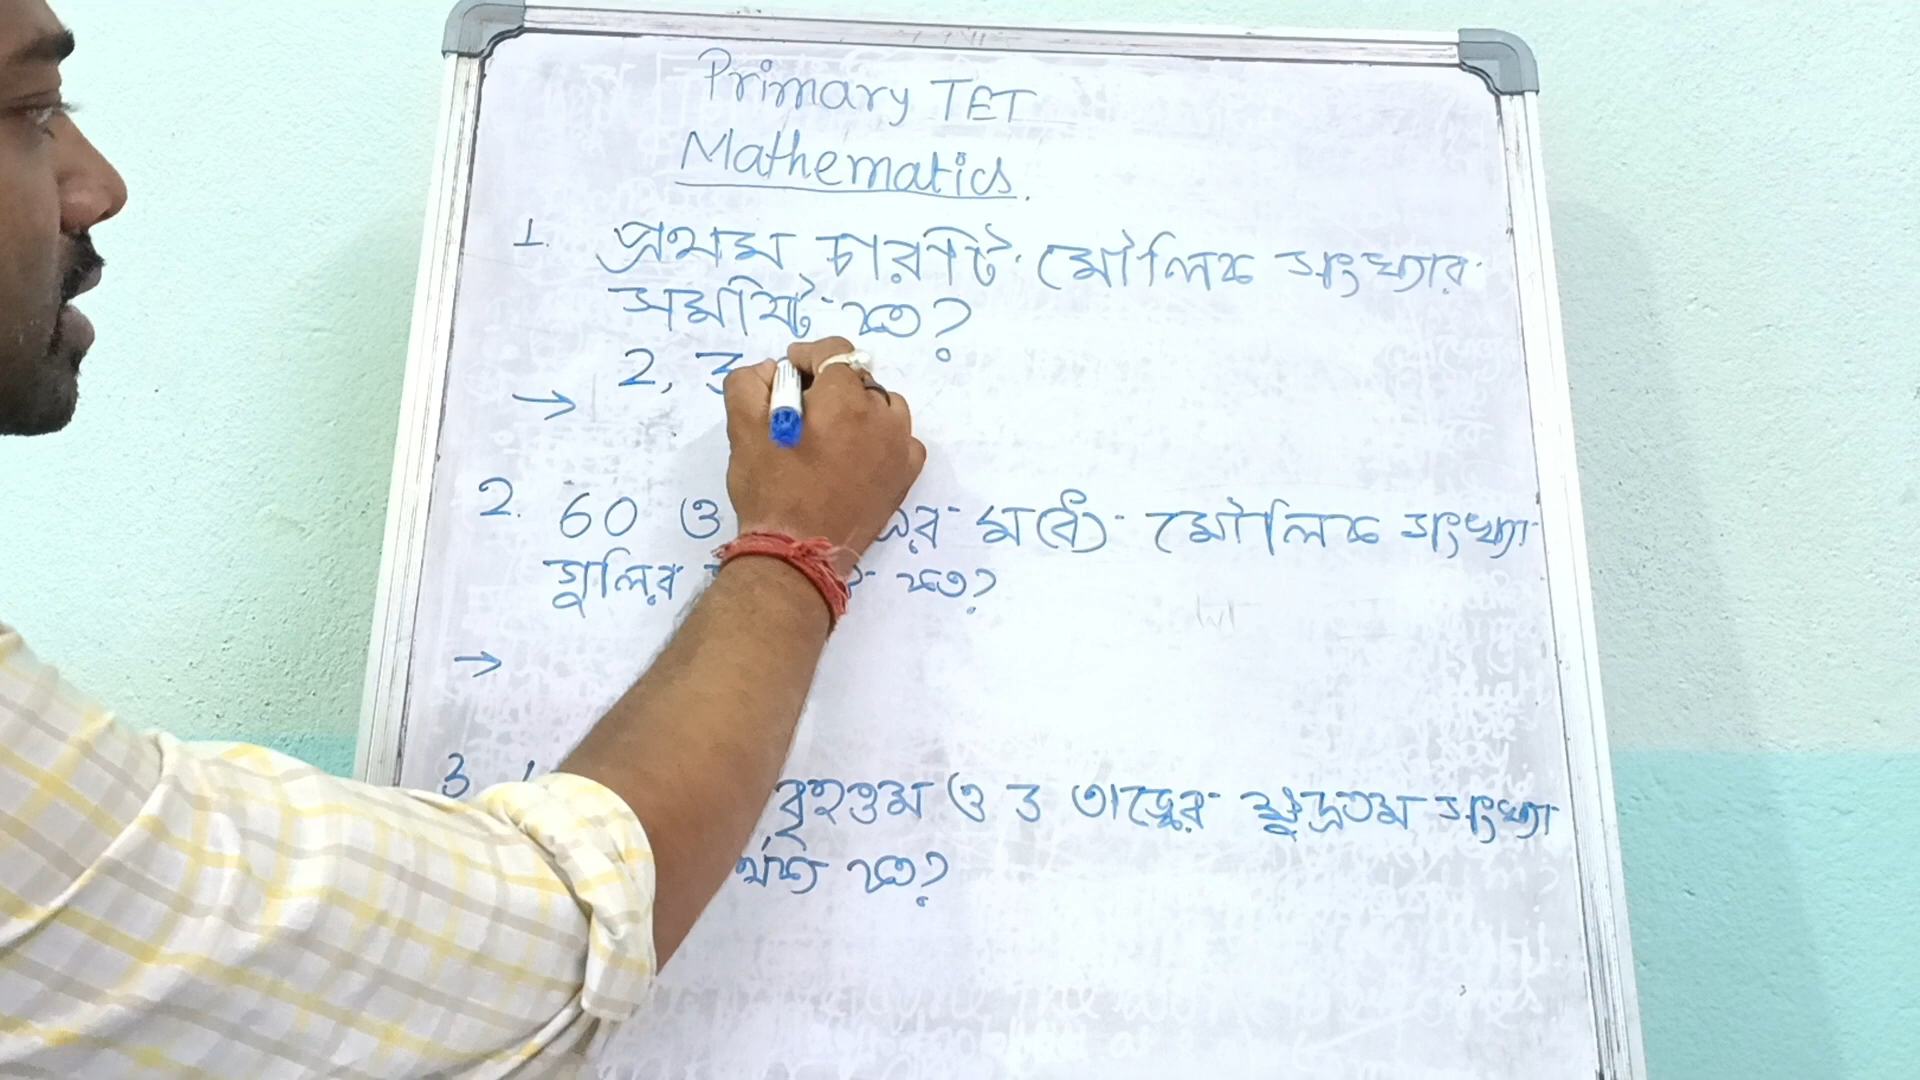 Primary TET
Mathematics.
1. প্রথম চারটি মৌলিক সংখ্যার
সমষ্টি কত?
→ 2, 3
2. 60 ও এর মধ্যে মৌলিক সংখ্যা
গুলির কত?
→
3. বৃহত্তম ও 3 অঙ্কের ক্ষুদ্রতম সংখ্যা
কত?